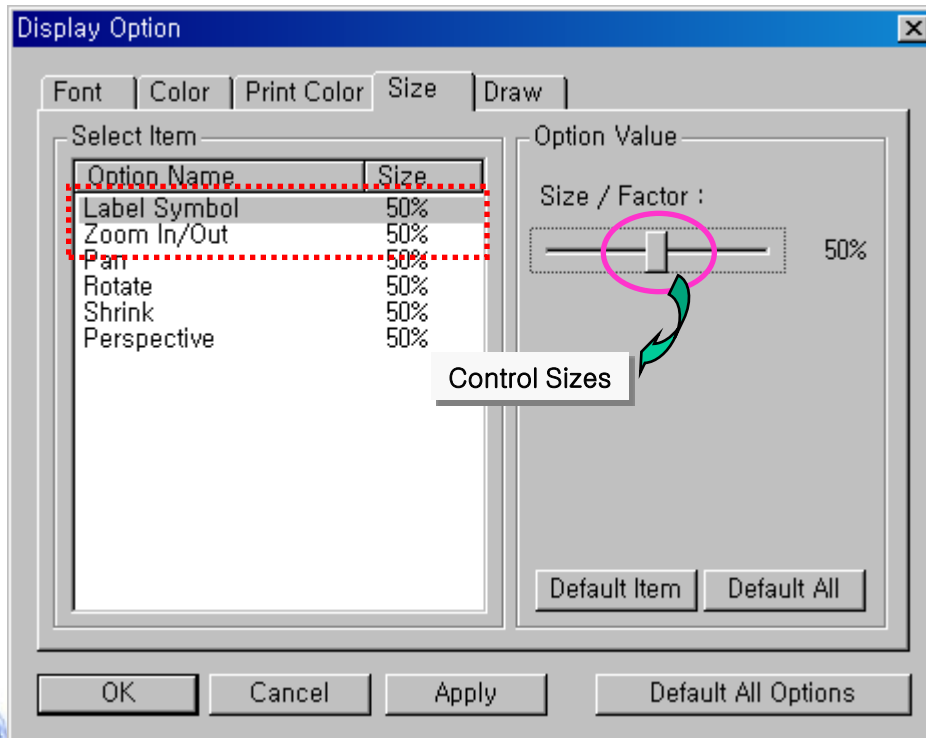 Display Option
Font Color Print Color Size Draw
Select Item
Option Name Size
Label Symbol 50%
Zoom In/Out 50%
Pan 50%
Rotate 50%
Shrink 50%
Perspective 50%
Option Value
Size / Factor :
50%
Control Sizes
Default Item Default All
OK Cancel Apply Default All Options